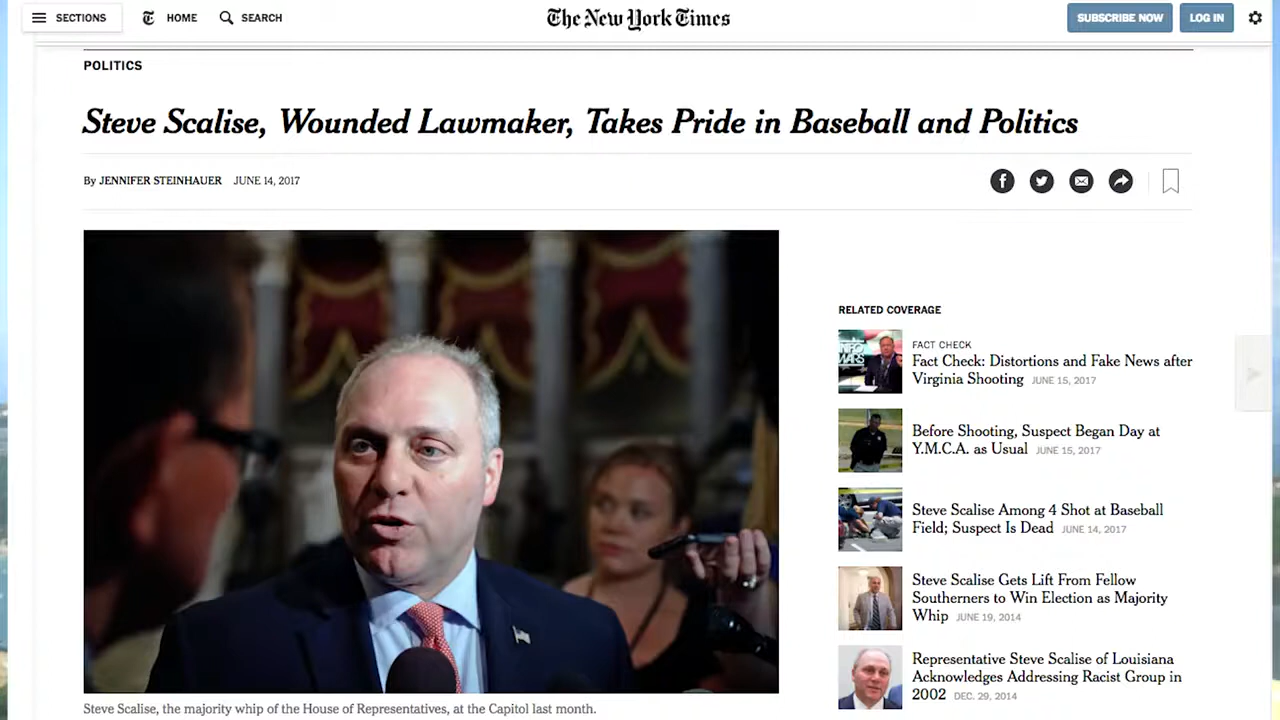 SECTIONS
HOME
SEARCH
The New York Times
SUBSCRIBE NOW
LOG IN
POLITICS
Steve Scalise, Wounded Lawmaker, Takes Pride in Baseball and Politics
By JENNIFER STEINHAUER JUNE 14, 2017
RELATED COVERAGE
INFO
WARS
FACT CHECK
Fact Check: Distortions and Fake News after
Virginia Shooting JUNE 15, 2017
Before Shooting, Suspect Began Day at
Y.M.C.A. as Usual JUNE 15, 2017
Steve Scalise Among 4 Shot at Baseball
Field; Suspect Is Dead JUNE 14, 2017
Steve Scalise Gets Lift From Fellow
Southerners to Win Election as Majority
Whip JUNE 19, 2014
Representative Steve Scalise of Louisiana
Acknowledges Addressing Racist Group in
2002 DEC. 29, 2014
Steve Scalise, the majority whip of the House of Representatives, at the Capitol last month.